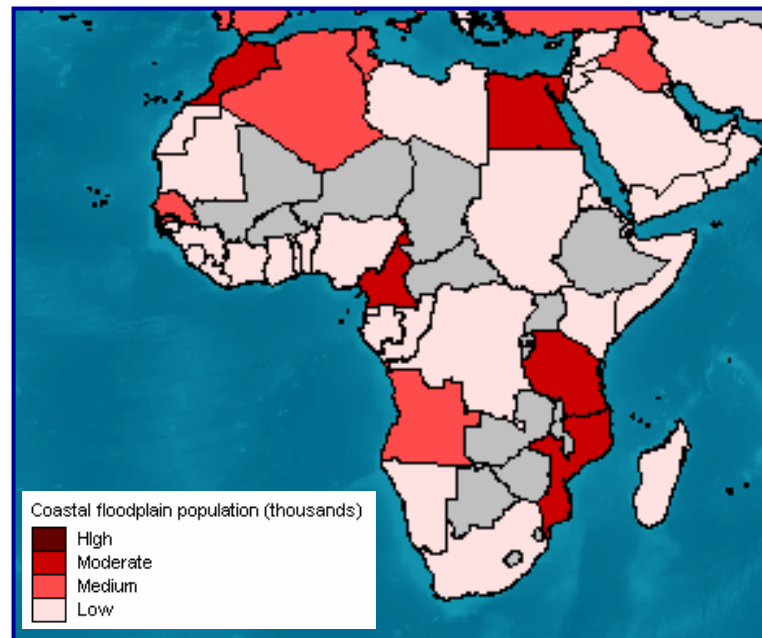 Coastal floodplain population (thousands)
HIgh
Moderate
Medium
Low